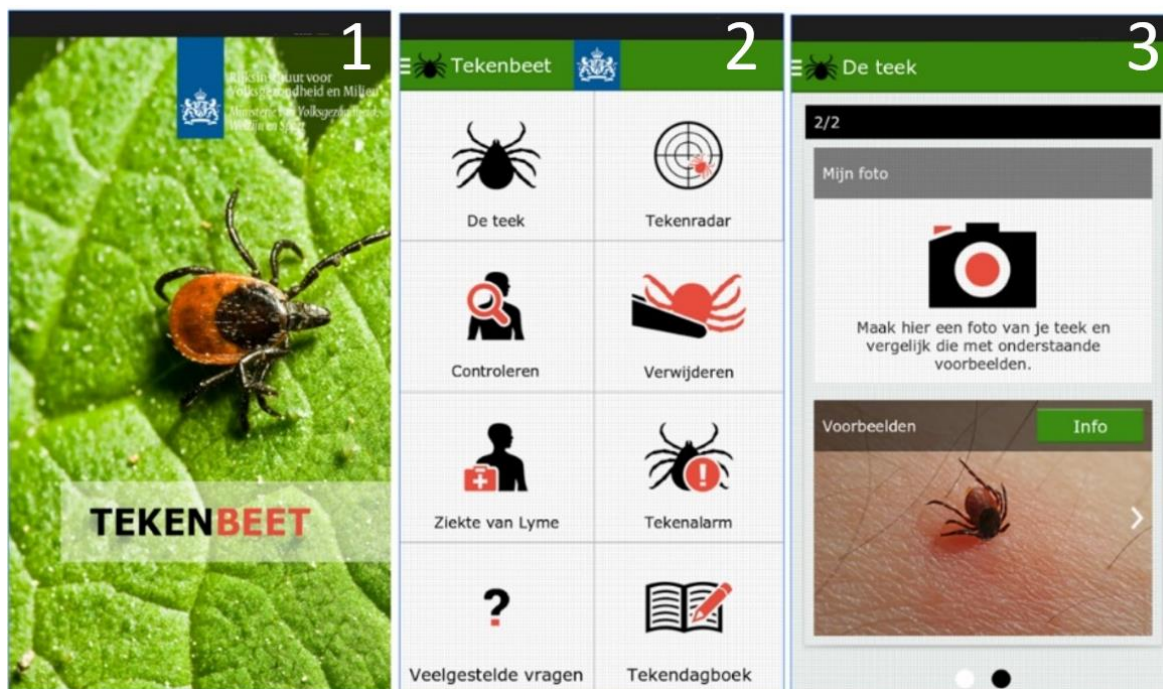 1
Rijksinstituut voor
Volksgezondheid en Milieu
Ministerie van Volksgezondheid,
Welzijn en Sport
TEKENBEET
2
Tekenbeet
De teek
Tekenradar
Controleren
Verwijderen
Ziekte van Lyme
Tekenalarm
?
Veelgestelde vragen
Tekendagboek
3
De teek
2/2
Mijn foto
Maak hier een foto van je teek en
vergelijk die met onderstaande
voorbeelden.
Voorbeelden
Info